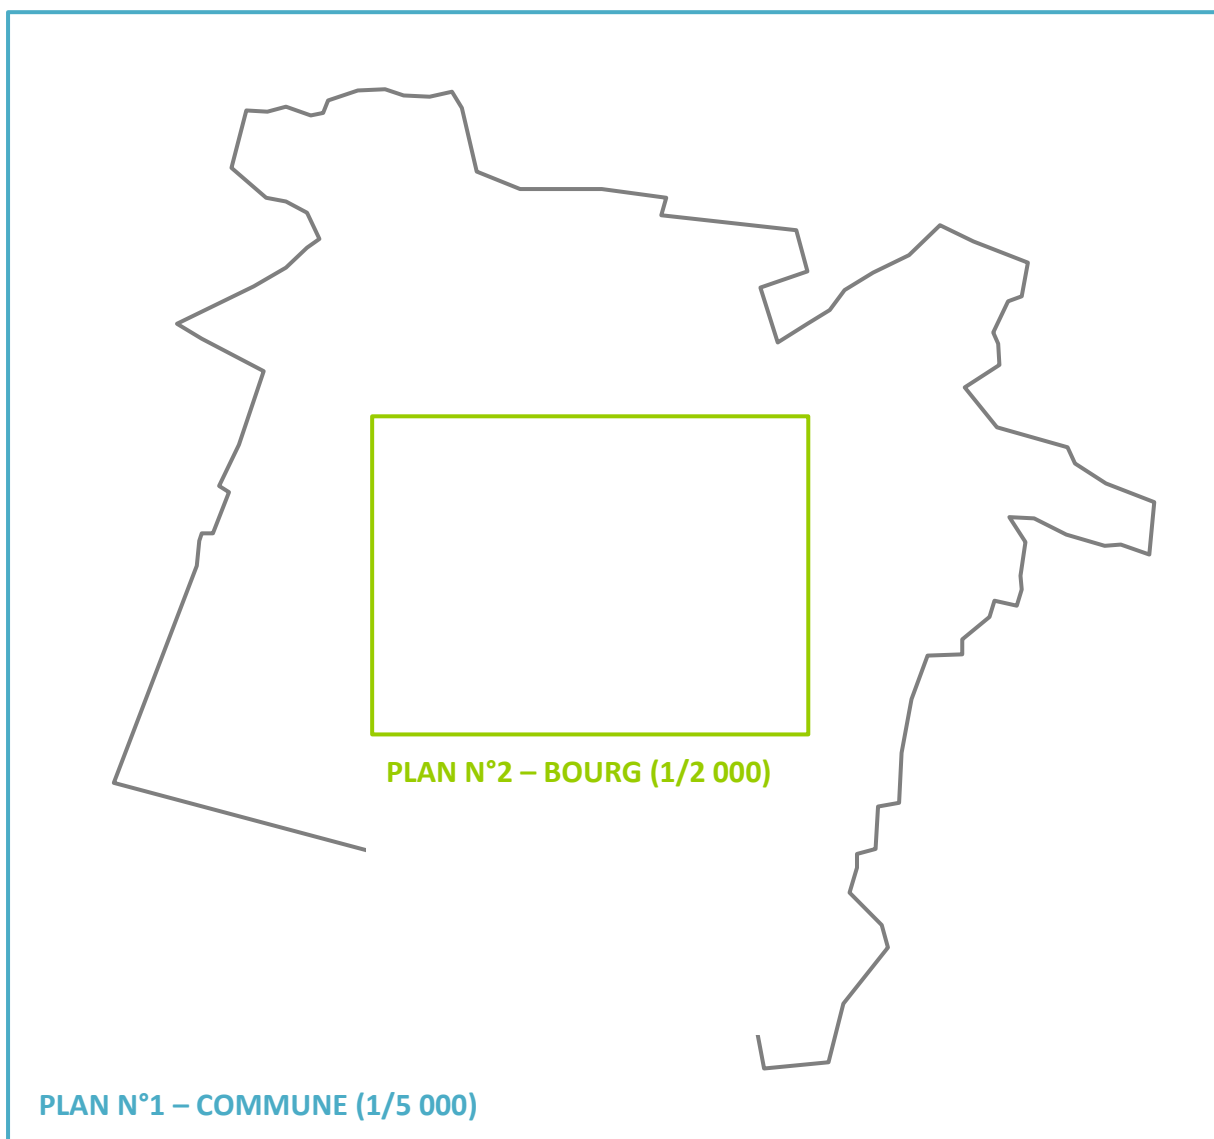 PLAN N°2 – BOURG (1/2 000)
PLAN N°1 – COMMUNE (1/5 000)